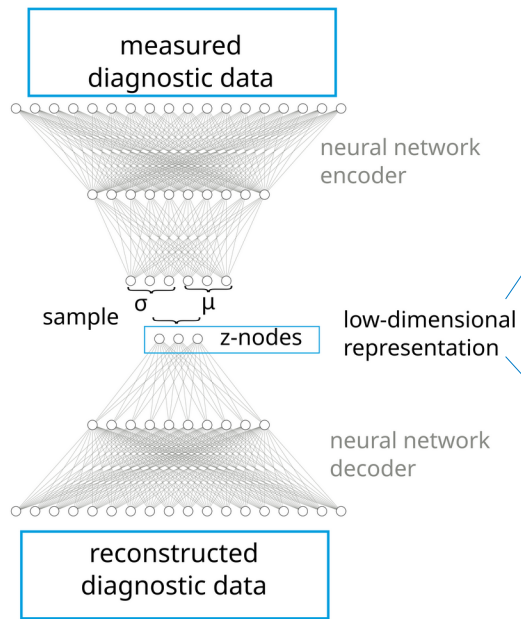 measured
diagnostic data
neural network
encoder
σ
μ
sample
z-nodes
low-dimensional
representation
neural network
decoder
reconstructed
diagnostic data